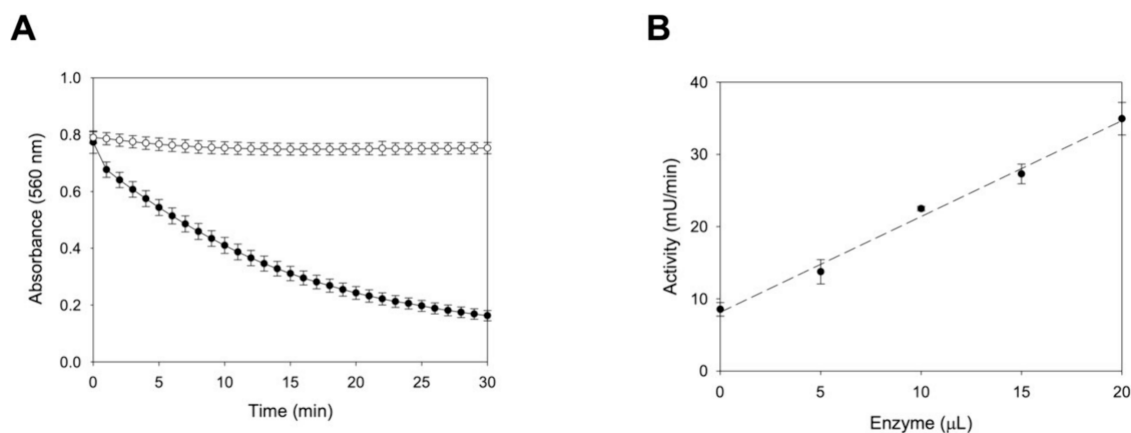 A
B
Absorbance (560 nm)
1.0
0.8
0.6
0.4
0.2
0.0
0 5 10 15 20 25 30
Time (min)
Activity (mU/min)
40
30
20
10
0
0 5 10 15 20
Enzyme (µL)